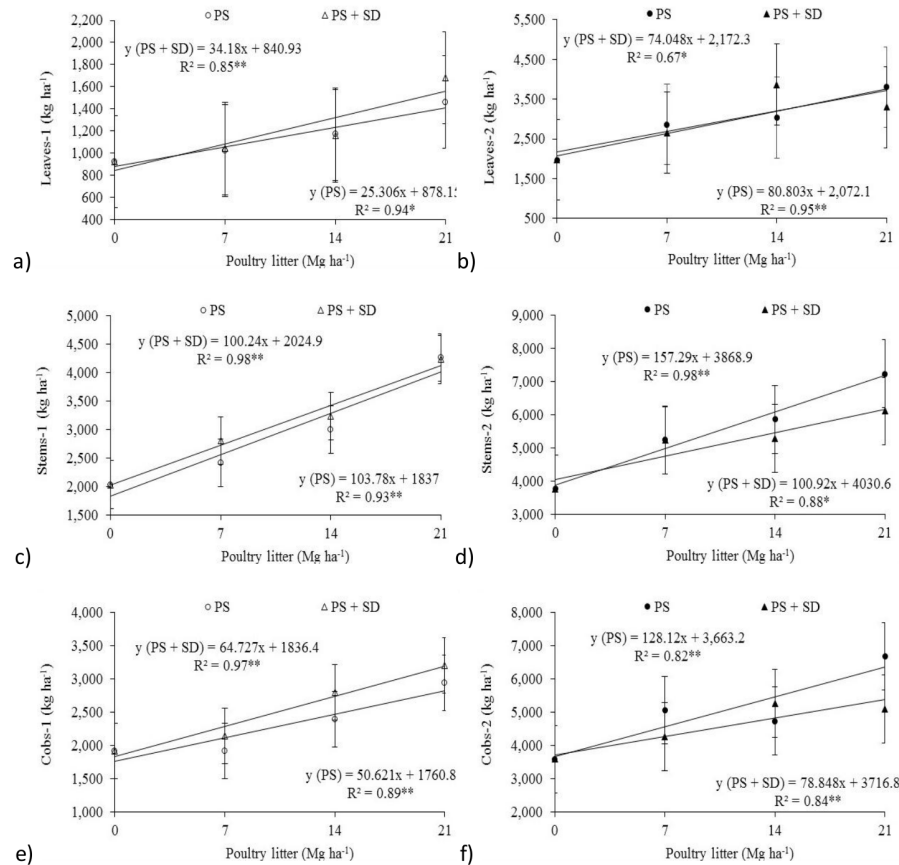 ○ PS △ PS + SD
2,200
2,000
1,800
1,600
1,400
1,200
1,000
800
600
400
y (PS + SD) = 34.18x + 840.93
R² = 0.85**
y (PS) = 25.306x + 878.15
R² = 0.94*
Leaves-1 (kg ha⁻¹)
0 7 14 21
Poultry litter (Mg ha⁻¹)
a)
● PS ▲ PS + SD
5,500
4,500
3,500
2,500
1,500
500
y (PS + SD) = 74.048x + 2,172.3
R² = 0.67*
y (PS) = 80.803x + 2,072.1
R² = 0.95**
Leaves-2 (kg ha⁻¹)
0 7 14 21
Poultry litter (Mg ha⁻¹)
b)
○ PS △ PS + SD
5,000
4,500
4,000
3,500
3,000
2,500
2,000
1,500
y (PS + SD) = 100.24x + 2024.9
R² = 0.98**
y (PS) = 103.78x + 1837
R² = 0.93**
Stems-1 (kg ha⁻¹)
0 7 14 21
Poultry litter (Mg ha⁻¹)
c)
● PS ▲ PS + SD
9,000
8,000
7,000
6,000
5,000
4,000
3,000
y (PS) = 157.29x + 3868.9
R² = 0.98**
y (PS + SD) = 100.92x + 4030.6
R² = 0.88*
Stems-2 (kg ha⁻¹)
0 7 14 21
Poultry litter (Mg ha⁻¹)
d)
○ PS △ PS + SD
4,000
3,500
3,000
2,500
2,000
1,500
1,000
y (PS + SD) = 64.727x + 1836.4
R² = 0.97**
y (PS) = 50.621x + 1760.8
R² = 0.89**
Cobs-1 (kg ha⁻¹)
0 7 14 21
Poultry litter (Mg ha⁻¹)
e)
● PS ▲ PS + SD
8,000
7,000
6,000
5,000
4,000
3,000
2,000
y (PS) = 128.12x + 3,663.2
R² = 0.82**
y (PS + SD) = 78.848x + 3716.8
R² = 0.84**
Cobs-2 (kg ha⁻¹)
0 7 14 21
Poultry litter (Mg ha⁻¹)
f)